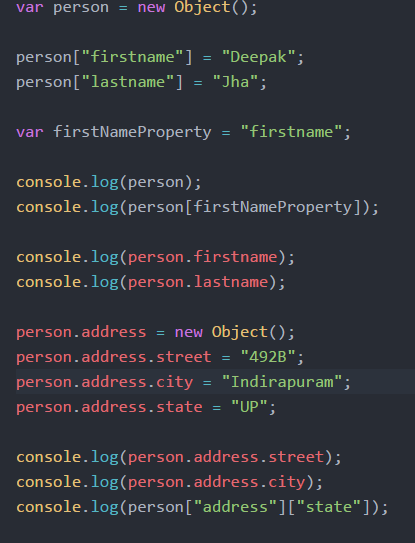 var person = new Object();
person["firstname"] = "Deepak";
person["lastname"] = "Jha";
var firstNameProperty = "firstname";
console.log(person);
console.log(person[firstNameProperty]);
console.log(person.firstname);
console.log(person.lastname);
person.address = new Object();
person.address.street = "492B";
person.address.city = "Indirapuram";
person.address.state = "UP";
console.log(person.address.street);
console.log(person.address.city);
console.log(person["address"]["state"]);